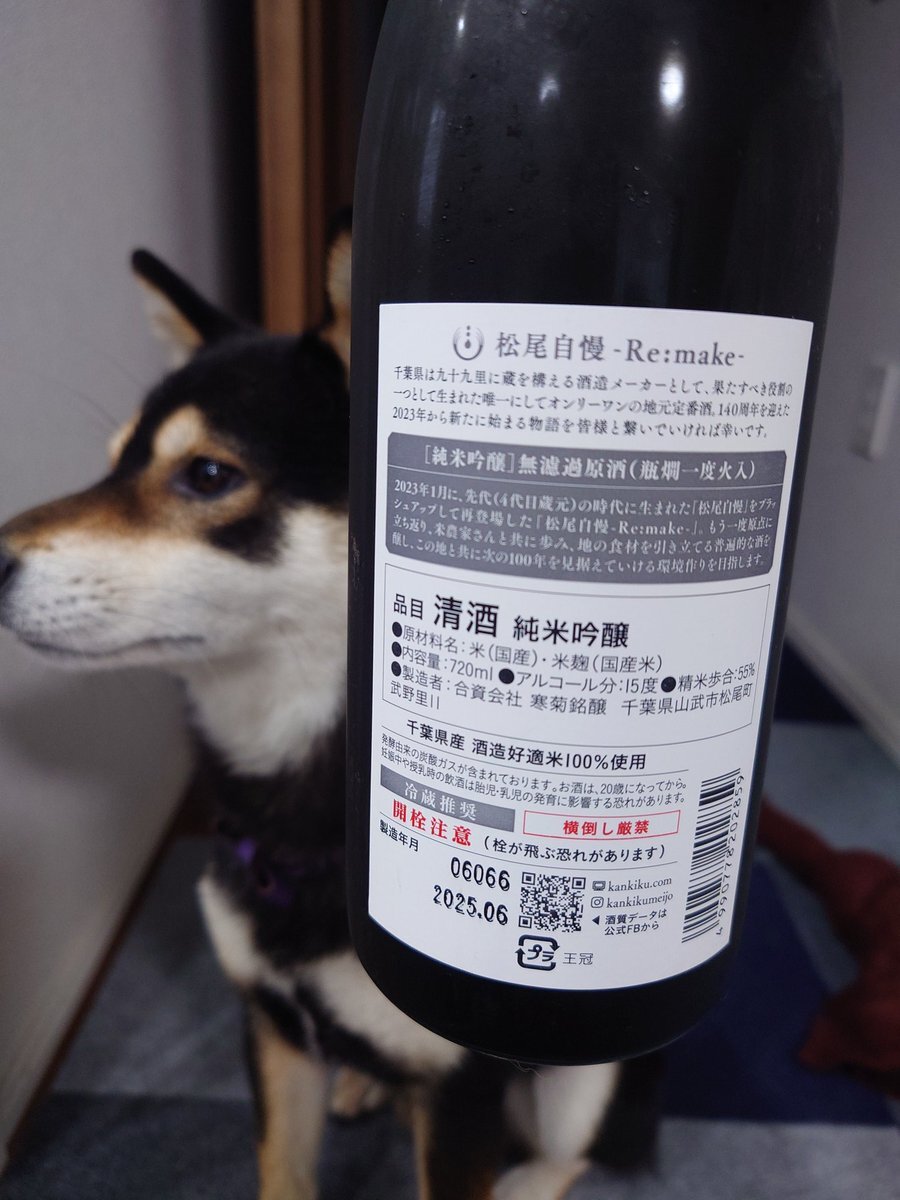 松尾自慢 -Re:make-
千葉県は九十九里に蔵を構える酒造メーカーとして、果たすべき役割の
一つとして生まれた唯一にしてオンリーワンの地元定番酒。140周年を迎えた
2023年から新たに始まる物語を皆様と繋いでいければ幸いです。
[純米吟醸]無濾過原酒(瓶燗一度火入)
2023年1月に、先代(4代目蔵元)の時代に生まれた「松尾自慢」をブラッ
シュアップして再登場した「松尾自慢-Re:make-」。もう一度原点に
立ち返り、米農家さんと共に歩み、地の食材を引き立てる普遍的な酒を
醸し、この地と共に次の100年を見据えていける環境作りを目指します。
品目 清酒 純米吟醸
●原材料名:米(国産)・米麹(国産米)
●内容量:720ml ●アルコール分:15度 ●精米歩合:55%
●製造者:合資会社 寒菊銘醸 千葉県山武市松尾町
武野里11
千葉県産 酒造好適米100%使用
発酵由来の炭酸ガスが含まれております。お酒は、20歳になってから。
妊娠中や授乳時の飲酒は胎児・乳児の発育に影響する恐れがあります。
冷蔵推奨 横倒し厳禁
開栓注意(栓が飛ぶ恐れがあります)
製造年月
06066
2025.06
kankiku.com
kankikumeijo
◀酒質データは
公式FBから
プラ 王冠
4990778202859